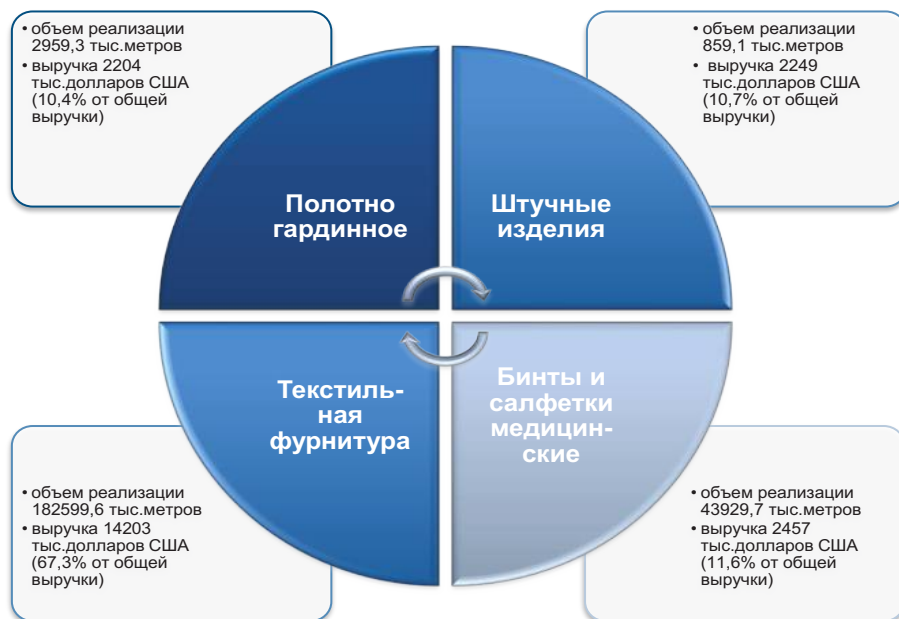 • объем реализации
2959,3 тыс.метров
• выручка 2204
тыс.долларов США
(10,4% от общей
выручки)
• объем реализации
859,1 тыс.метров
• выручка 2249
тыс.долларов США
(10,7% от общей
выручки)
Полотно
гардинное
Штучные
изделия
Текстиль-
ная
фурнитура
Бинты и
салфетки
медицин-
ские
• объем реализации
182599,6 тыс.метров
• выручка 14203
тыс.долларов США
(67,3% от общей
выручки)
• объем реализации
43929,7 тыс.метров
• выручка 2457
тыс.долларов США
(11,6% от общей
выручки)